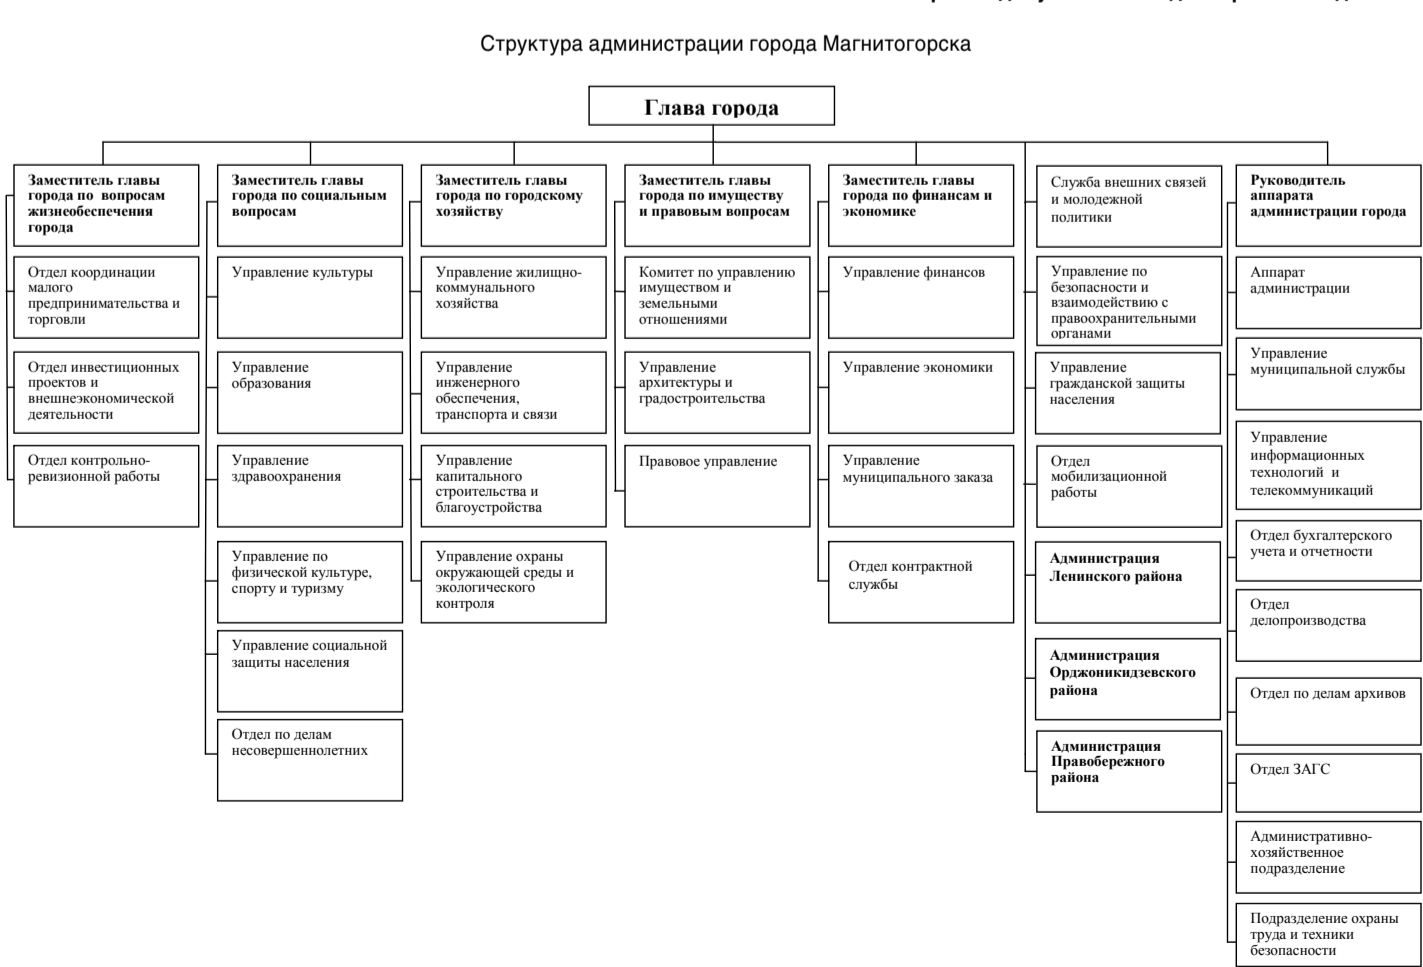 Структура администрации города Магнитогорска
Глава города
Заместитель главы
города по вопросам
жизнеобеспечения
города
Отдел координации
малого
предпринимательства и
торговли
Отдел инвестиционных
проектов и
внешнеэкономической
деятельности
Отдел контрольно-
ревизионной работы
Заместитель главы
города по социальным
вопросам
Управление культуры
Управление
образования
Управление
здравоохранения
Управление по
физической культуре,
спорту и туризму
Управление социальной
защиты населения
Отдел по делам
несовершеннолетних
Заместитель главы
города по городскому
хозяйству
Управление жилищно-
коммунального
хозяйства
Управление
инженерного
обеспечения,
транспорта и связи
Управление
капитального
строительства и
благоустройства
Управление охраны
окружающей среды и
экологического
контроля
Заместитель главы
города по имуществу
и правовым вопросам
Комитет по управлению
имуществом и
земельными
отношениями
Управление
архитектуры и
градостроительства
Правовое управление
Заместитель главы
города по финансам и
экономике
Управление финансов
Управление экономики
Управление
муниципального заказа
Отдел контрактной
службы
Служба внешних связей
и молодежной
политики
Управление по
безопасности и
взаимодействию с
правоохранительными
органами
Управление
гражданской защиты
населения
Отдел
мобилизационной
работы
Администрация
Ленинского района
Администрация
Орджоникидзевского
района
Администрация
Правобережного
района
Руководитель
аппарата
администрации города
Аппарат
администрации
Управление
муниципальной службы
Управление
информационных
технологий и
телекоммуникаций
Отдел бухгалтерского
учета и отчетности
Отдел
делопроизводства
Отдел по делам архивов
Отдел ЗАГС
Административно-
хозяйственное
подразделение
Подразделение охраны
труда и техники
безопасности